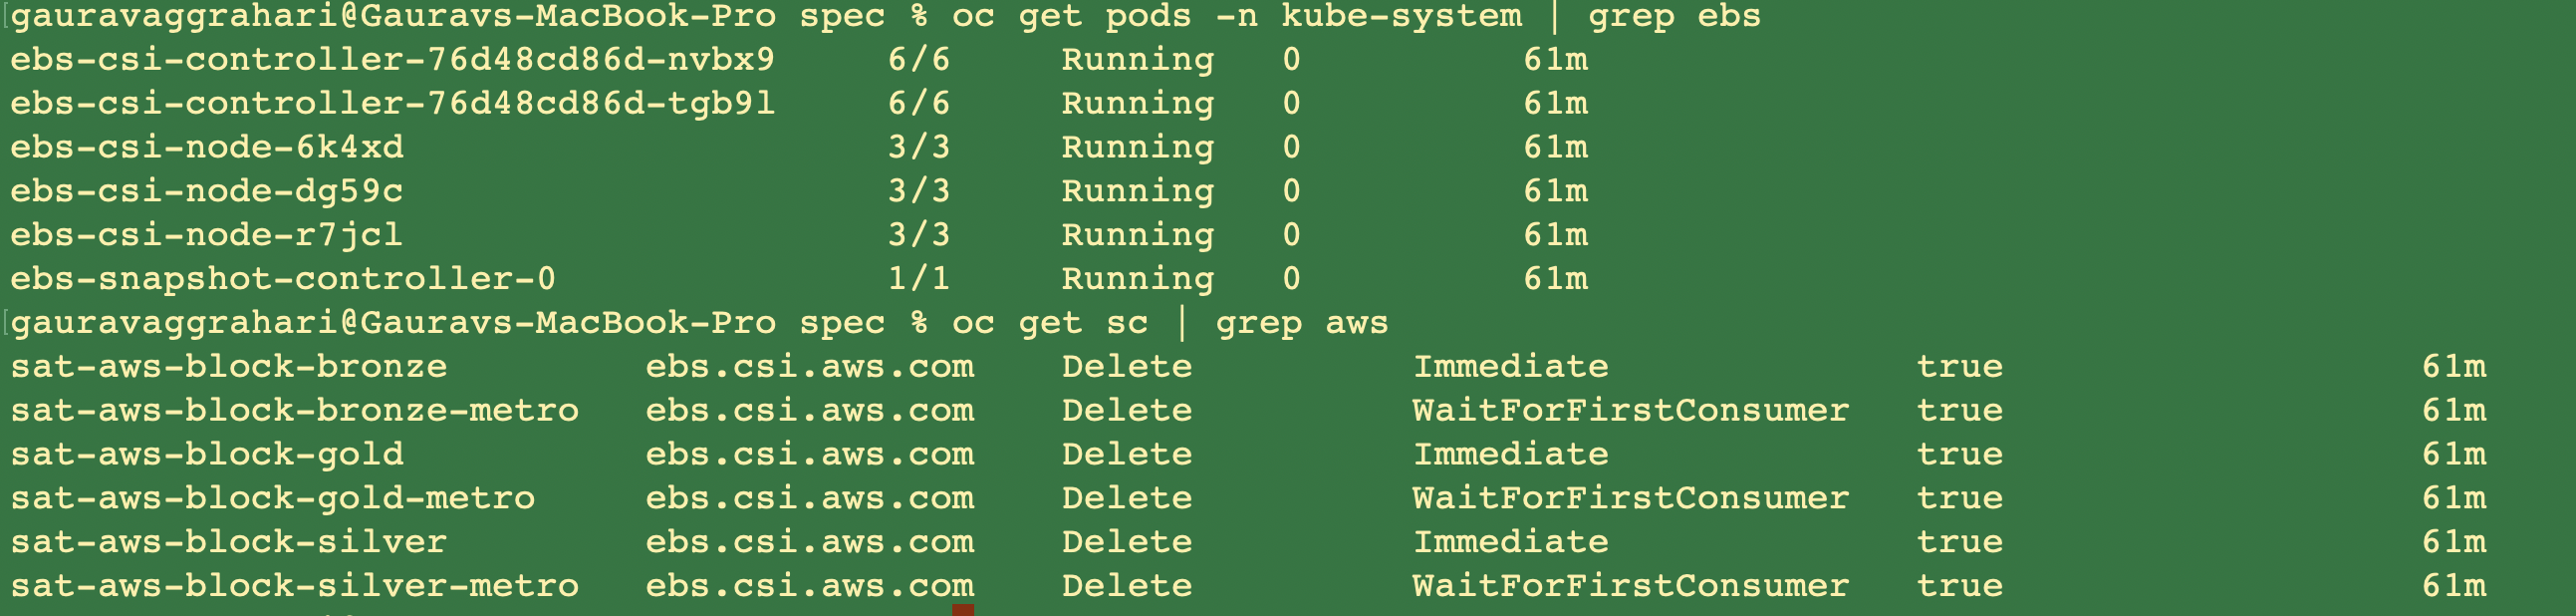 gauravaggrahari@Gauravs-MacBook-Pro spec % oc get pods -n kube-system | grep ebs
ebs-csi-controller-76d48cd86d-nvbx9 6/6 Running 0 61m
ebs-csi-controller-76d48cd86d-tgb9l 6/6 Running 0 61m
ebs-csi-node-6k4xd 3/3 Running 0 61m
ebs-csi-node-dg59c 3/3 Running 0 61m
ebs-csi-node-r7jcl 3/3 Running 0 61m
ebs-snapshot-controller-0 1/1 Running 0 61m
gauravaggrahari@Gauravs-MacBook-Pro spec % oc get sc | grep aws
sat-aws-block-bronze ebs.csi.aws.com Delete Immediate true 61m
sat-aws-block-bronze-metro ebs.csi.aws.com Delete WaitForFirstConsumer true 61m
sat-aws-block-gold ebs.csi.aws.com Delete Immediate true 61m
sat-aws-block-gold-metro ebs.csi.aws.com Delete WaitForFirstConsumer true 61m
sat-aws-block-silver ebs.csi.aws.com Delete Immediate true 61m
sat-aws-block-silver-metro ebs.csi.aws.com Delete WaitForFirstConsumer true 61m